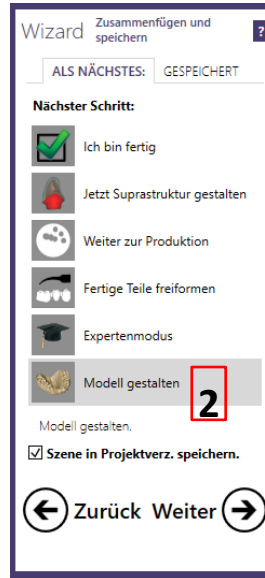 Wizard Zusammenfügen und
speichern
?
ALS NÄCHSTES: GESPEICHERT
Nächster Schritt:
Ich bin fertig
Jetzt Suprastruktur gestalten
Weiter zur Produktion
Fertige Teile freiformen
Expertenmodus
Modell gestalten
2
Modell gestalten.
Szene in Projektverz. speichern.
Zurück Weiter